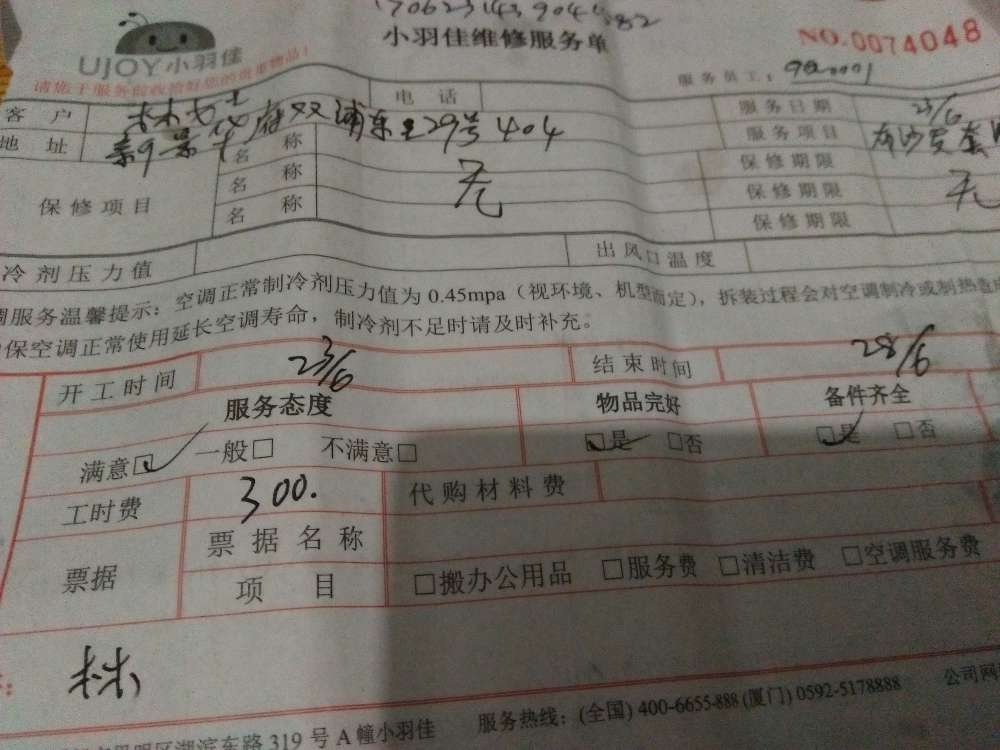 小羽佳维修服务单
NO.0074048
UJOY小羽佳
服务员工：
客 户 林女士 电 话 服务日期 23/6
地 址 404 名 称 服务项目 布沙发套
保修项目 名 称 无 保修期限 无
名 称 保修期限
保修期限
冷剂压力值 出风口温度
调服务温馨提示：空调正常制冷剂压力值为 0.45mpa（视环境、机型而定），拆装过程会对空调制冷或制热
保空调正常使用延长空调寿命，制冷剂不足时请及时补充。
开工时间 23/6 结束时间 28/6
服务态度 物品完好 备件齐全
满意☑ 一般□ 不满意□ ☑是 □否 ☑是 □否
工时费 300. 代购材料费
票据 票 据 名 称
项 目 □搬办公用品 □服务费 □清洁费 □空调服务费
林
湖滨东路 319 号 A 幢小羽佳 服务热线：(全国) 400-6655-888 (厦门) 0592-5178888 公司网